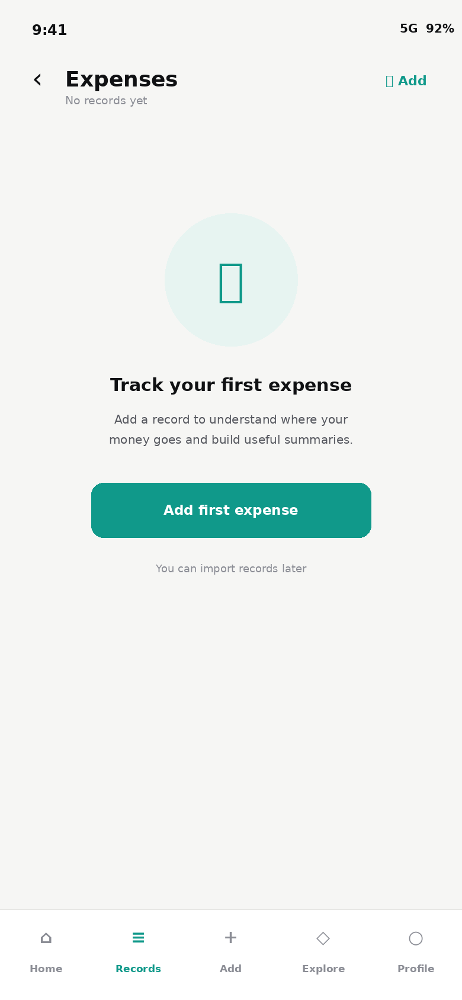 9:41
5G 92%
Expenses
Add
No records yet
Track your first expense
Add a record to understand where your
money goes and build useful summaries.
Add first expense
You can import records later
Home
Records
Add
Explore
Profile